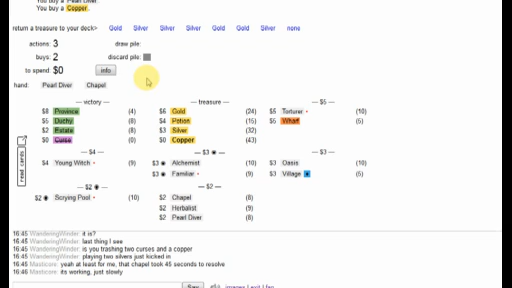 You buy a Pearl Diver.
You buy a Copper.
return a treasure to your deck> Gold Silver Silver Silver Gold Gold Silver none
actions: 3 draw pile:
buys: 2 discard pile:
to spend: $0 info
hand: Pearl Diver Chapel
— victory —
$8 Province (4)
$5 Duchy (8)
$2 Estate (8)
$0 Curse (0)
— treasure —
$6 Gold (24)
$4 Potion (15)
$3 Silver (32)
$0 Copper (43)
— $5 —
$5 Torturer (10)
$5 Wharf (5)
— $4 —
$4 Young Witch (9)
— $3 —
$3 Alchemist (10)
$3 Familiar (9)
— $3 —
$3 Oasis (10)
$3 Village (5)
— $2 —
$2 Scrying Pool (10)
— $2 —
$2 Chapel (8)
$2 Herbalist (9)
$2 Pearl Diver (8)
read cards
16:45 WanderingWinder: it is?
16:45 WanderingWinder: last thing I see
16:45 WanderingWinder: is you trashing two curses and a copper
16:45 WanderingWinder: playing two silvers just kicked in
16:45 Masticore: yeah at least for me, that chapel took 45 seconds to resolve
16:46 Masticore: its working, just slowly
Say